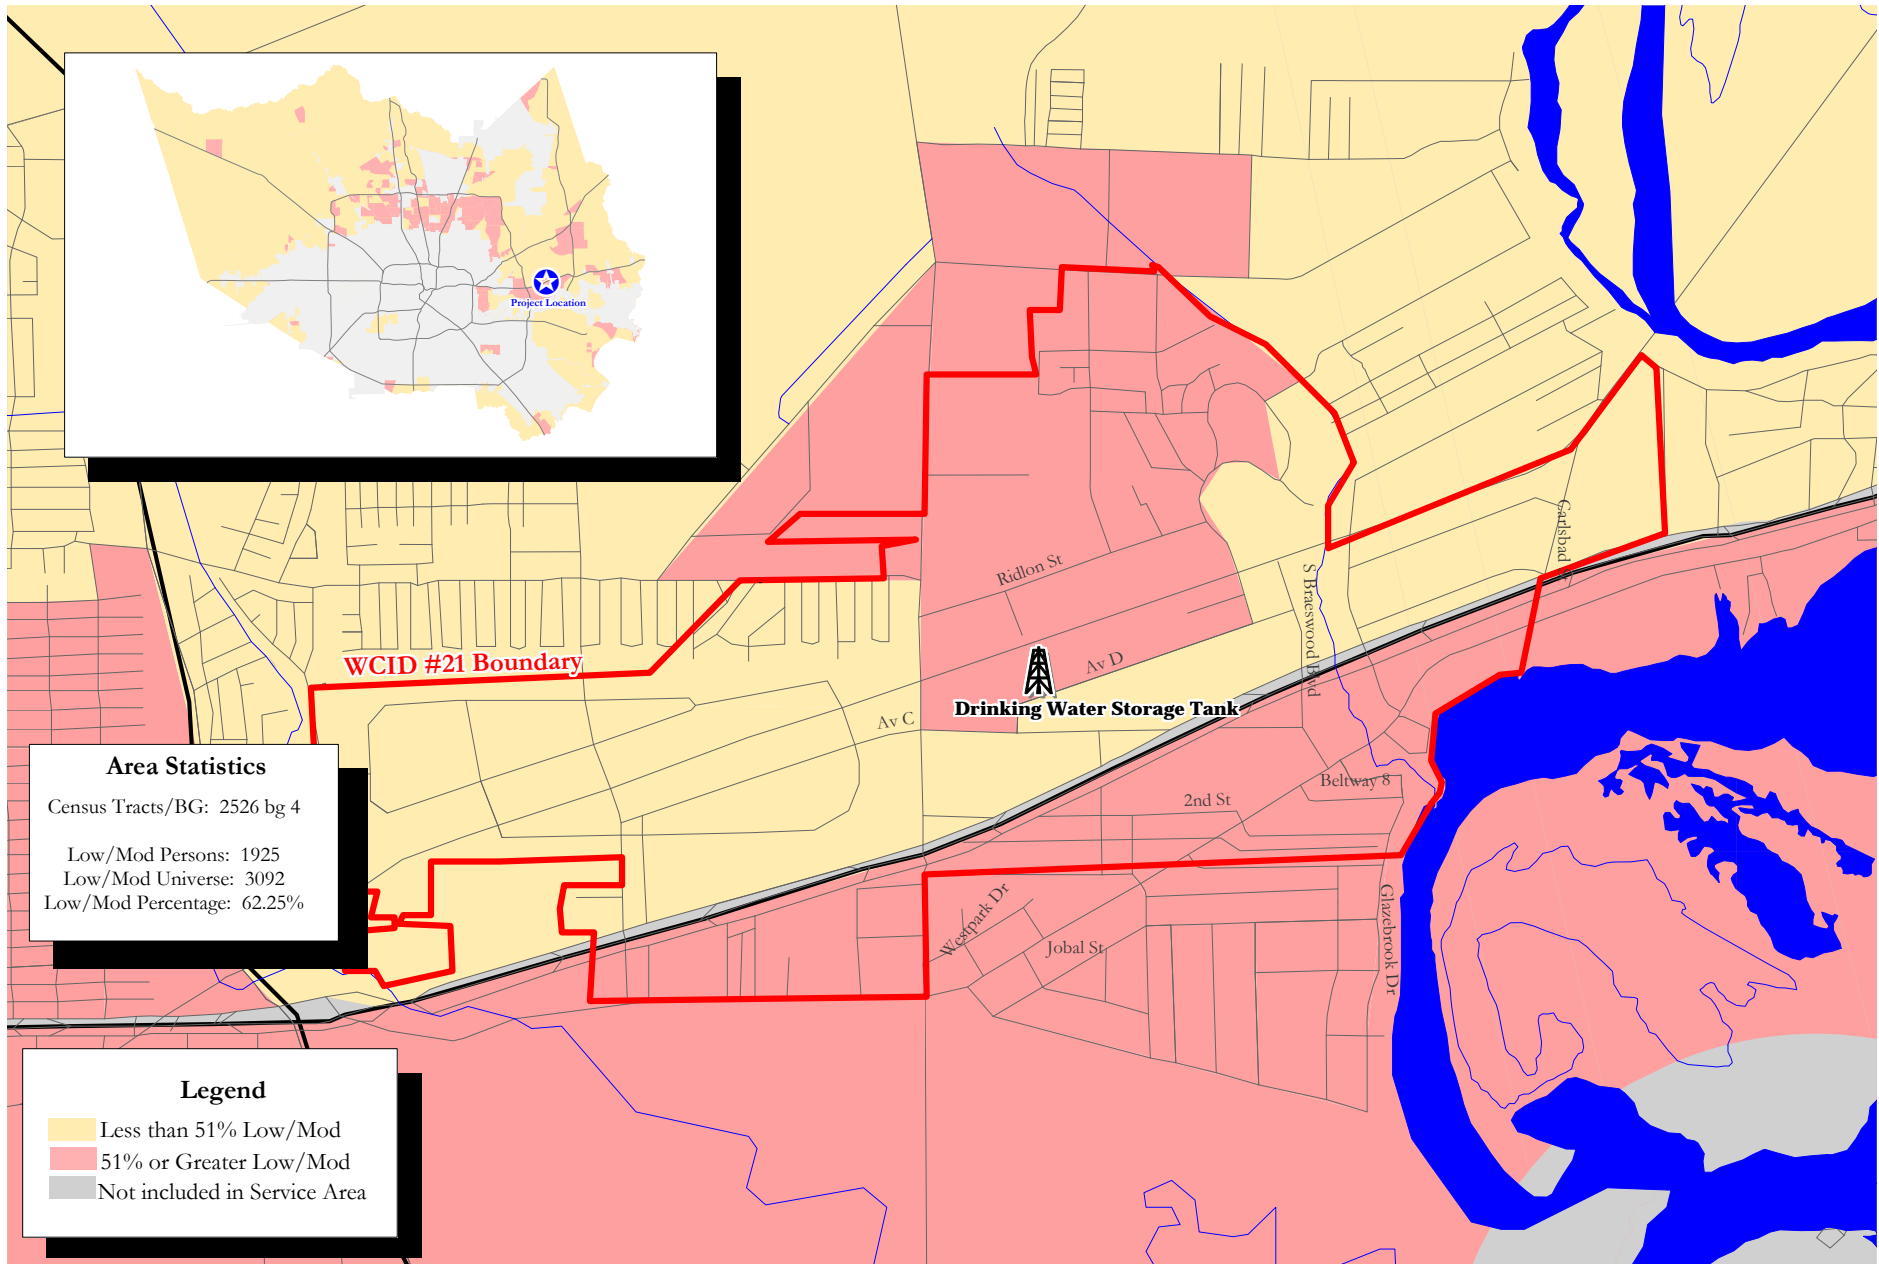 Project Location
Ridlon St
Carlsbad
S Braeswood Blvd
WCID #21 Boundary
Av D
Drinking Water Storage Tank
Av C
Area Statistics
Census Tracts/BG: 2526 bg 4
Low/Mod Persons: 1925
Low/Mod Universe: 3092
Low/Mod Percentage: 62.25%
Beltway 8
2nd St
Westpark Dr
Jobal St
Glazebrook Dr
Legend
Less than 51% Low/Mod
51% or Greater Low/Mod
Not included in Service Area